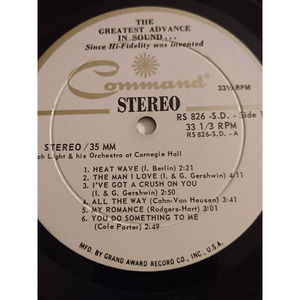 THE
GREATEST ADVANCE
IN SOUND...
Since Hi-Fidelity was invented
Command
33⅓ RPM
STEREO
RS 826 -S.D. - Side 1
33 1/3 RPM
RS 826-S.D. - A
STEREO/35 MM
ch Light & his Orchestra at Carnegie Hall
1. HEAT WAVE (I. Berlin) 2:21
2. THE MAN I LOVE (I. & G. Gershwin) 4:11
3. I'VE GOT A CRUSH ON YOU
(I. & G. Gershwin) 2:50
4. ALL THE WAY (Cahn-Van Heusen) 2:22
5. MY ROMANCE (Rodgers-Hart) 3:01
6. YOU DO SOMETHING TO ME
(Cole Porter) 2:49
MFD. BY GRAND AWARD RECORD CO., INC., U.S.A.